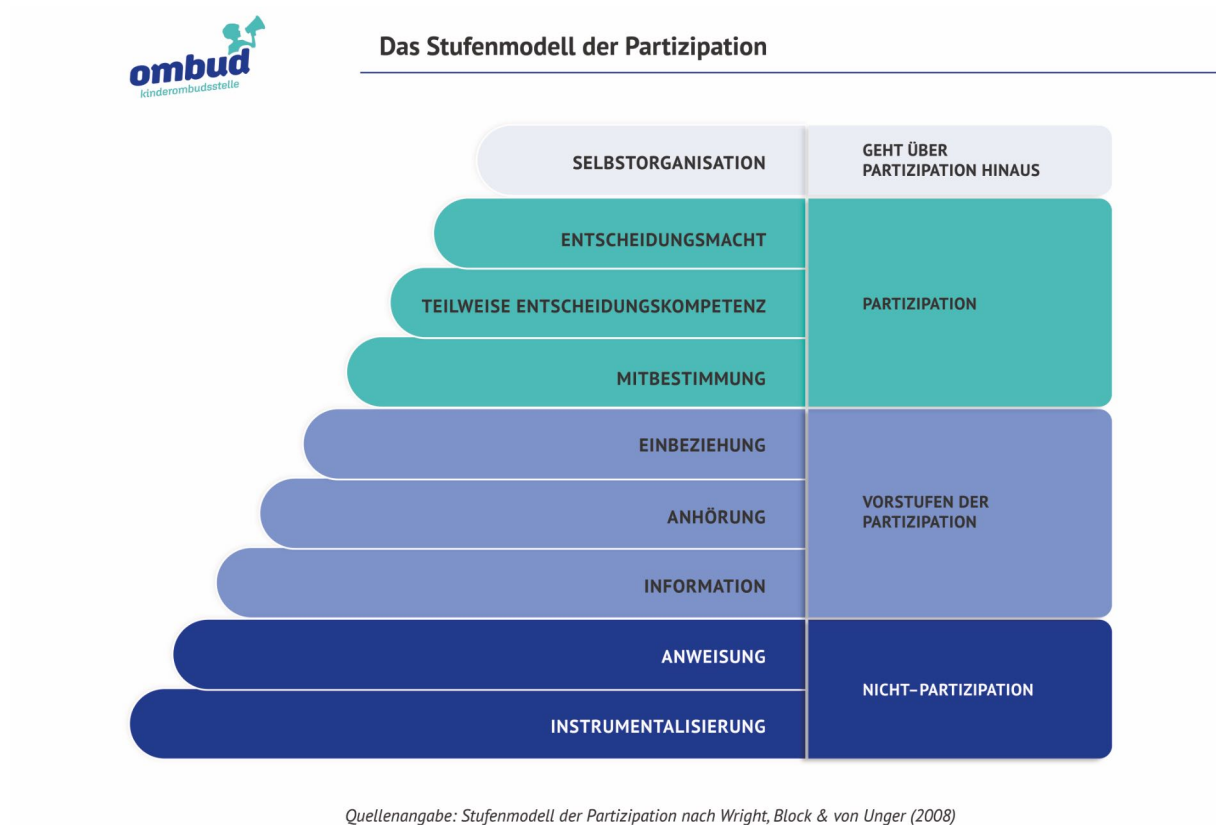 ombud
kinderombudsstelle
Das Stufenmodell der Partizipation
SELBSTORGANISATION
GEHT ÜBER
PARTIZIPATION HINAUS
ENTSCHEIDUNGSMACHT
TEILWEISE ENTSCHEIDUNGSKOMPETENZ
PARTIZIPATION
MITBESTIMMUNG
EINBEZIEHUNG
ANHÖRUNG
VORSTUFEN DER
PARTIZIPATION
INFORMATION
ANWEISUNG
NICHT–PARTIZIPATION
INSTRUMENTALISIERUNG
Quellenangabe: Stufenmodell der Partizipation nach Wright, Block & von Unger (2008)